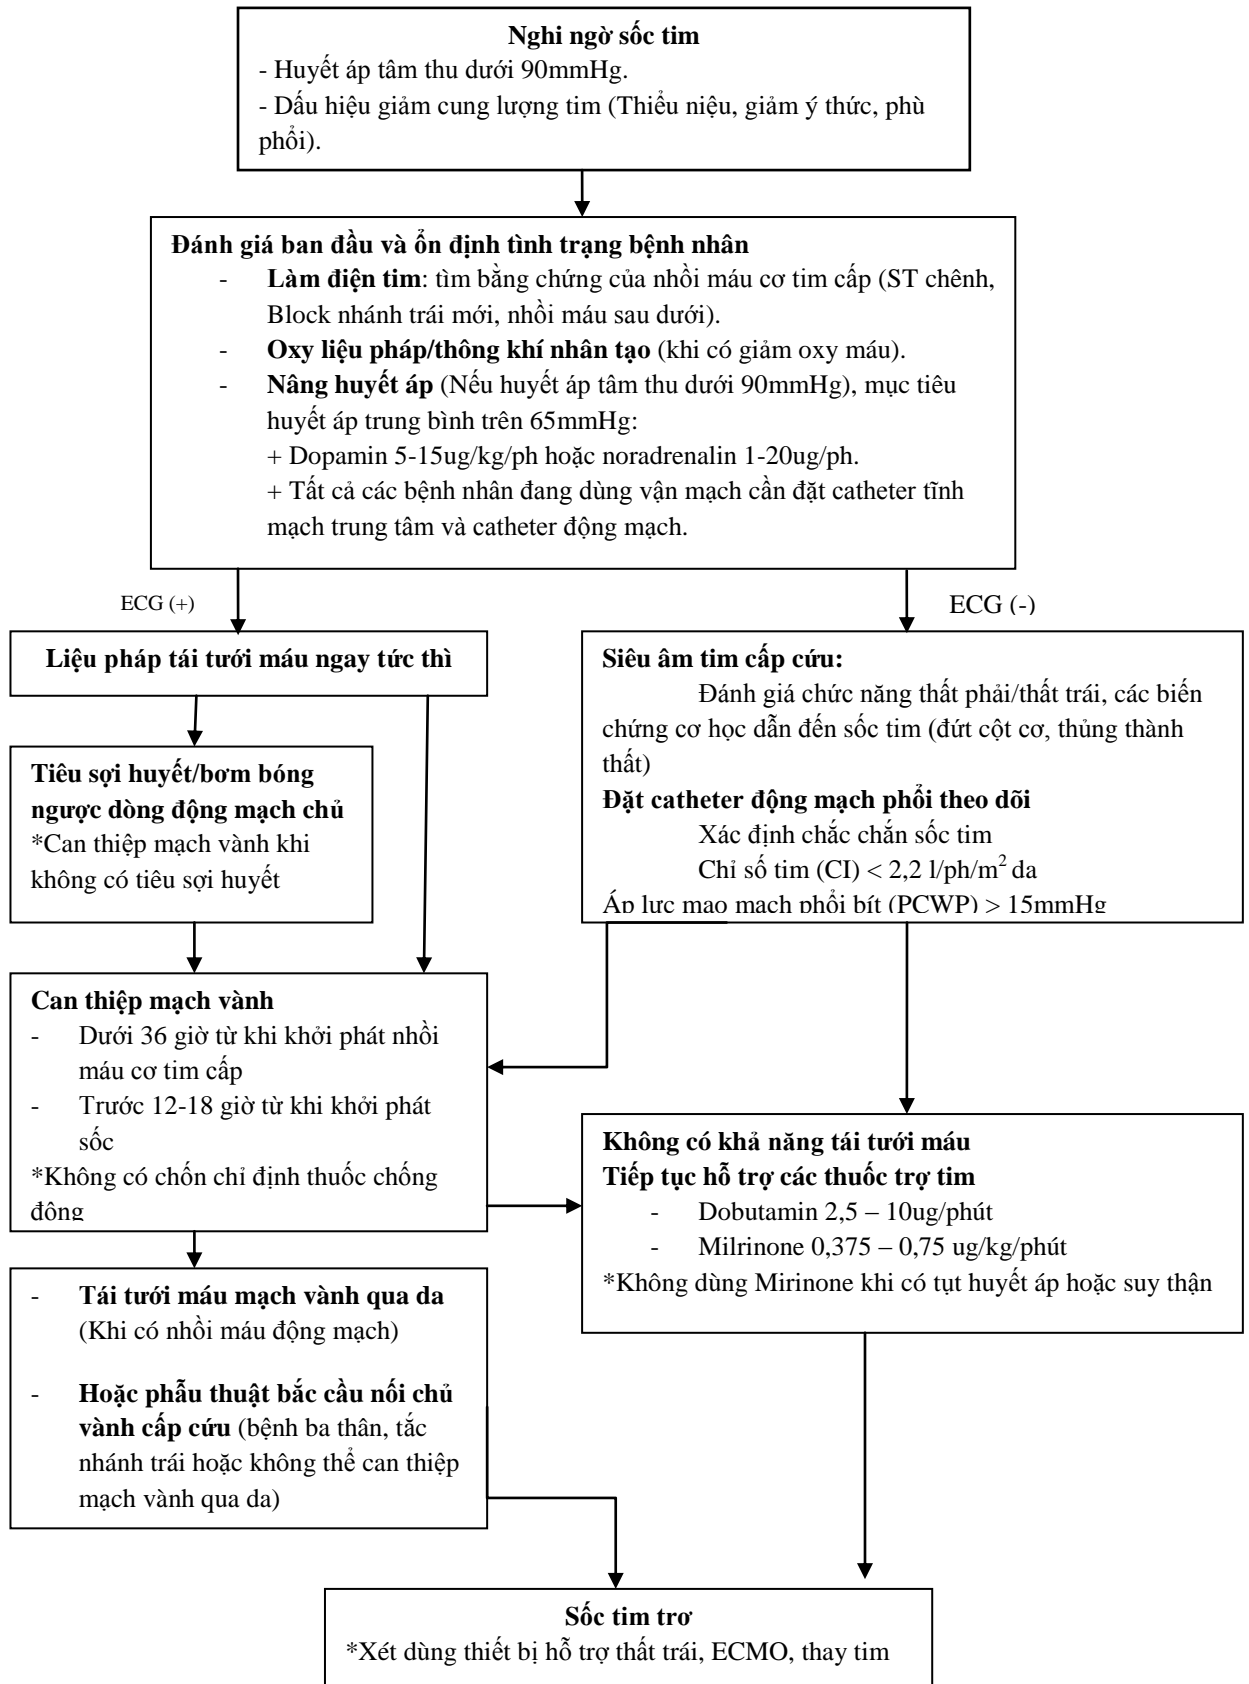 Nghi ngờ sốc tim
- Huyết áp tâm thu dưới 90mmHg.
- Dấu hiệu giảm cung lượng tim (Thiểu niệu, giảm ý thức, phù
phổi).
Đánh giá ban đầu và ổn định tình trạng bệnh nhân
- Làm điện tim: tìm bằng chứng của nhồi máu cơ tim cấp (ST chênh,
Block nhánh trái mới, nhồi máu sau dưới).
- Oxy liệu pháp/thông khí nhân tạo (khi có giảm oxy máu).
- Nâng huyết áp (Nếu huyết áp tâm thu dưới 90mmHg), mục tiêu
huyết áp trung bình trên 65mmHg:
+ Dopamin 5-15ug/kg/ph hoặc noradrenalin 1-20ug/ph.
+ Tất cả các bệnh nhân đang dùng vận mạch cần đặt catheter tĩnh
mạch trung tâm và catheter động mạch.
ECG (+)
ECG (-)
Liệu pháp tái tưới máu ngay tức thì
Tiêu sợi huyết/bơm bóng
ngược dòng động mạch chủ
*Can thiệp mạch vành khi
không có tiêu sợi huyết
Siêu âm tim cấp cứu:
Đánh giá chức năng thất phải/thất trái, các biến
chứng cơ học dẫn đến sốc tim (đứt cột cơ, thủng thành
thất)
Đặt catheter động mạch phổi theo dõi
Xác định chắc chắn sốc tim
Chỉ số tim (CI) < 2,2 l/ph/m² da
Áp lực mao mạch phổi bít (PCWP) > 15mmHg
Can thiệp mạch vành
- Dưới 36 giờ từ khi khởi phát nhồi
máu cơ tim cấp
- Trước 12-18 giờ từ khi khởi phát
sốc
*Không có chốn chỉ định thuốc chống
đông
Không có khả năng tái tưới máu
Tiếp tục hỗ trợ các thuốc trợ tim
- Dobutamin 2,5 – 10ug/phút
- Milrinone 0,375 – 0,75 ug/kg/phút
*Không dùng Mirinone khi có tụt huyết áp hoặc suy thận
- Tái tưới máu mạch vành qua da
(Khi có nhồi máu động mạch)
- Hoặc phẫu thuật bắc cầu nối chủ
vành cấp cứu (bệnh ba thân, tắc
nhánh trái hoặc không thể can thiệp
mạch vành qua da)
Sốc tim trơ
*Xét dùng thiết bị hỗ trợ thất trái, ECMO, thay tim